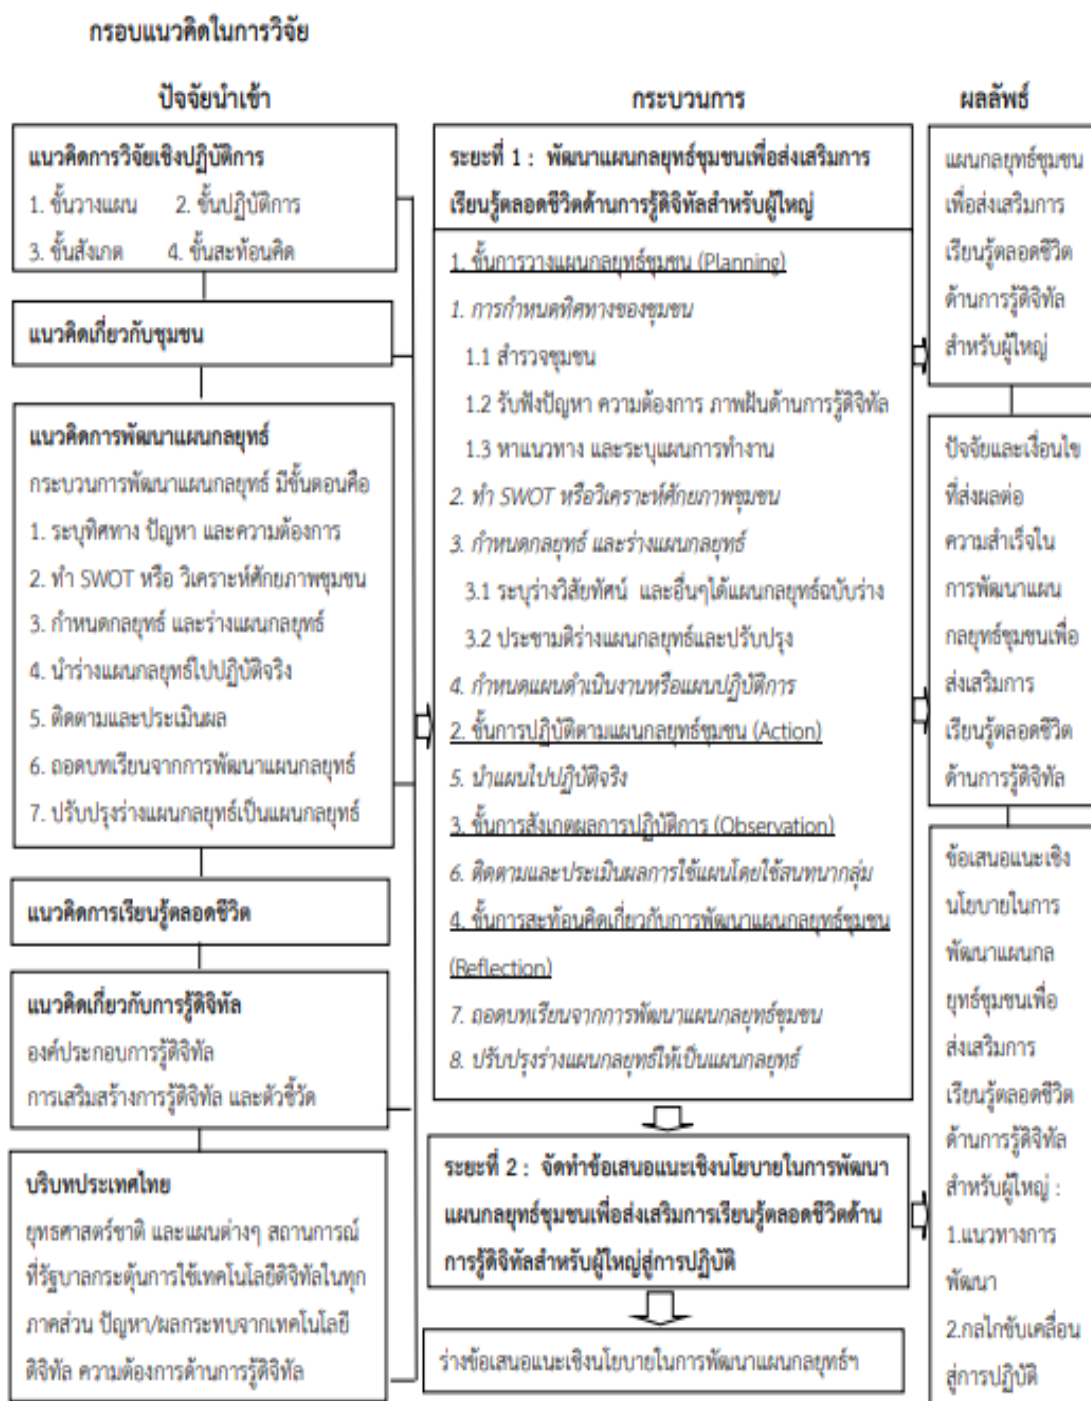 กรอบแนวคิดในการวิจัย
ปัจจัยนำเข้า
แนวคิดการวิจัยเชิงปฏิบัติการ
1. ขั้นวางแผน 2. ขั้นปฏิบัติการ
3. ขั้นสังเกต 4. ขั้นสะท้อนคิด
แนวคิดเกี่ยวกับชุมชน
แนวคิดการพัฒนาแผนกลยุทธ์
กระบวนการพัฒนาแผนกลยุทธ์ มีขั้นตอนคือ
1. ระบุทิศทาง ปัญหา และความต้องการ
2. ทำ SWOT หรือ วิเคราะห์ศักยภาพชุมชน
3. กำหนดกลยุทธ์ และร่างแผนกลยุทธ์
4. นำร่างแผนกลยุทธ์ไปปฏิบัติจริง
5. ติดตามและประเมินผล
6. ถอดบทเรียนจากการพัฒนาแผนกลยุทธ์
7. ปรับปรุงร่างแผนกลยุทธ์เป็นแผนกลยุทธ์
แนวคิดการเรียนรู้ตลอดชีวิต
แนวคิดเกี่ยวกับการรู้ดิจิทัล
องค์ประกอบการรู้ดิจิทัล
การเสริมสร้างการรู้ดิจิทัล และตัวชี้วัด
บริบทประเทศไทย
ยุทธศาสตร์ชาติ และแผนต่างๆ สถานการณ์
ที่รัฐบาลกระตุ้นการใช้เทคโนโลยีดิจิทัลในทุก
ภาคส่วน ปัญหา/ผลกระทบจากเทคโนโลยี
ดิจิทัล ความต้องการด้านการรู้ดิจิทัล
กระบวนการ
ระยะที่ 1 : พัฒนาแผนกลยุทธ์ชุมชนเพื่อส่งเสริมการ
เรียนรู้ตลอดชีวิตด้านการรู้ดิจิทัลสำหรับผู้ใหญ่
1. ขั้นการวางแผนกลยุทธ์ชุมชน (Planning)
1. การกำหนดทิศทางของชุมชน
1.1 สำรวจชุมชน
1.2 รับฟังปัญหา ความต้องการ ภาพฝันด้านการรู้ดิจิทัล
1.3 หาแนวทาง และระบุแผนการทำงาน
2. ทำ SWOT หรือวิเคราะห์ศักยภาพชุมชน
3. กำหนดกลยุทธ์ และร่างแผนกลยุทธ์
3.1 ระบุร่างวิสัยทัศน์ และอื่นๆได้แผนกลยุทธ์ฉบับร่าง
3.2 ประชามติร่างแผนกลยุทธ์และปรับปรุง
4. กำหนดแผนดำเนินงานหรือแผนปฏิบัติการ
2. ขั้นการปฏิบัติตามแผนกลยุทธ์ชุมชน (Action)
5. นำแผนไปปฏิบัติจริง
3. ขั้นการสังเกตผลการปฏิบัติการ (Observation)
6. ติดตามและประเมินผลการใช้แผนโดยใช้สนทนากลุ่ม
4. ขั้นการสะท้อนคิดเกี่ยวกับการพัฒนาแผนกลยุทธ์ชุมชน
(Reflection)
7. ถอดบทเรียนจากการพัฒนาแผนกลยุทธ์ชุมชน
8. ปรับปรุงร่างแผนกลยุทธ์ให้เป็นแผนกลยุทธ์
ระยะที่ 2 : จัดทำข้อเสนอแนะเชิงนโยบายในการพัฒนา
แผนกลยุทธ์ชุมชนเพื่อส่งเสริมการเรียนรู้ตลอดชีวิตด้าน
การรู้ดิจิทัลสำหรับผู้ใหญ่สู่การปฏิบัติ
ร่างข้อเสนอแนะเชิงนโยบายในการพัฒนาแผนกลยุทธ์ฯ
ผลลัพธ์
แผนกลยุทธ์ชุมชน
เพื่อส่งเสริมการ
เรียนรู้ตลอดชีวิต
ด้านการรู้ดิจิทัล
สำหรับผู้ใหญ่
ปัจจัยและเงื่อนไข
ที่ส่งผลต่อ
ความสำเร็จใน
การพัฒนาแผน
กลยุทธ์ชุมชนเพื่อ
ส่งเสริมการ
เรียนรู้ตลอดชีวิต
ด้านการรู้ดิจิทัล
ข้อเสนอแนะเชิง
นโยบายในการ
พัฒนาแผนกล
ยุทธ์ชุมชนเพื่อ
ส่งเสริมการ
เรียนรู้ตลอดชีวิต
ด้านการรู้ดิจิทัล
สำหรับผู้ใหญ่ :
1.แนวทางการ
พัฒนา
2.กลไกขับเคลื่อน
สู่การปฏิบัติ